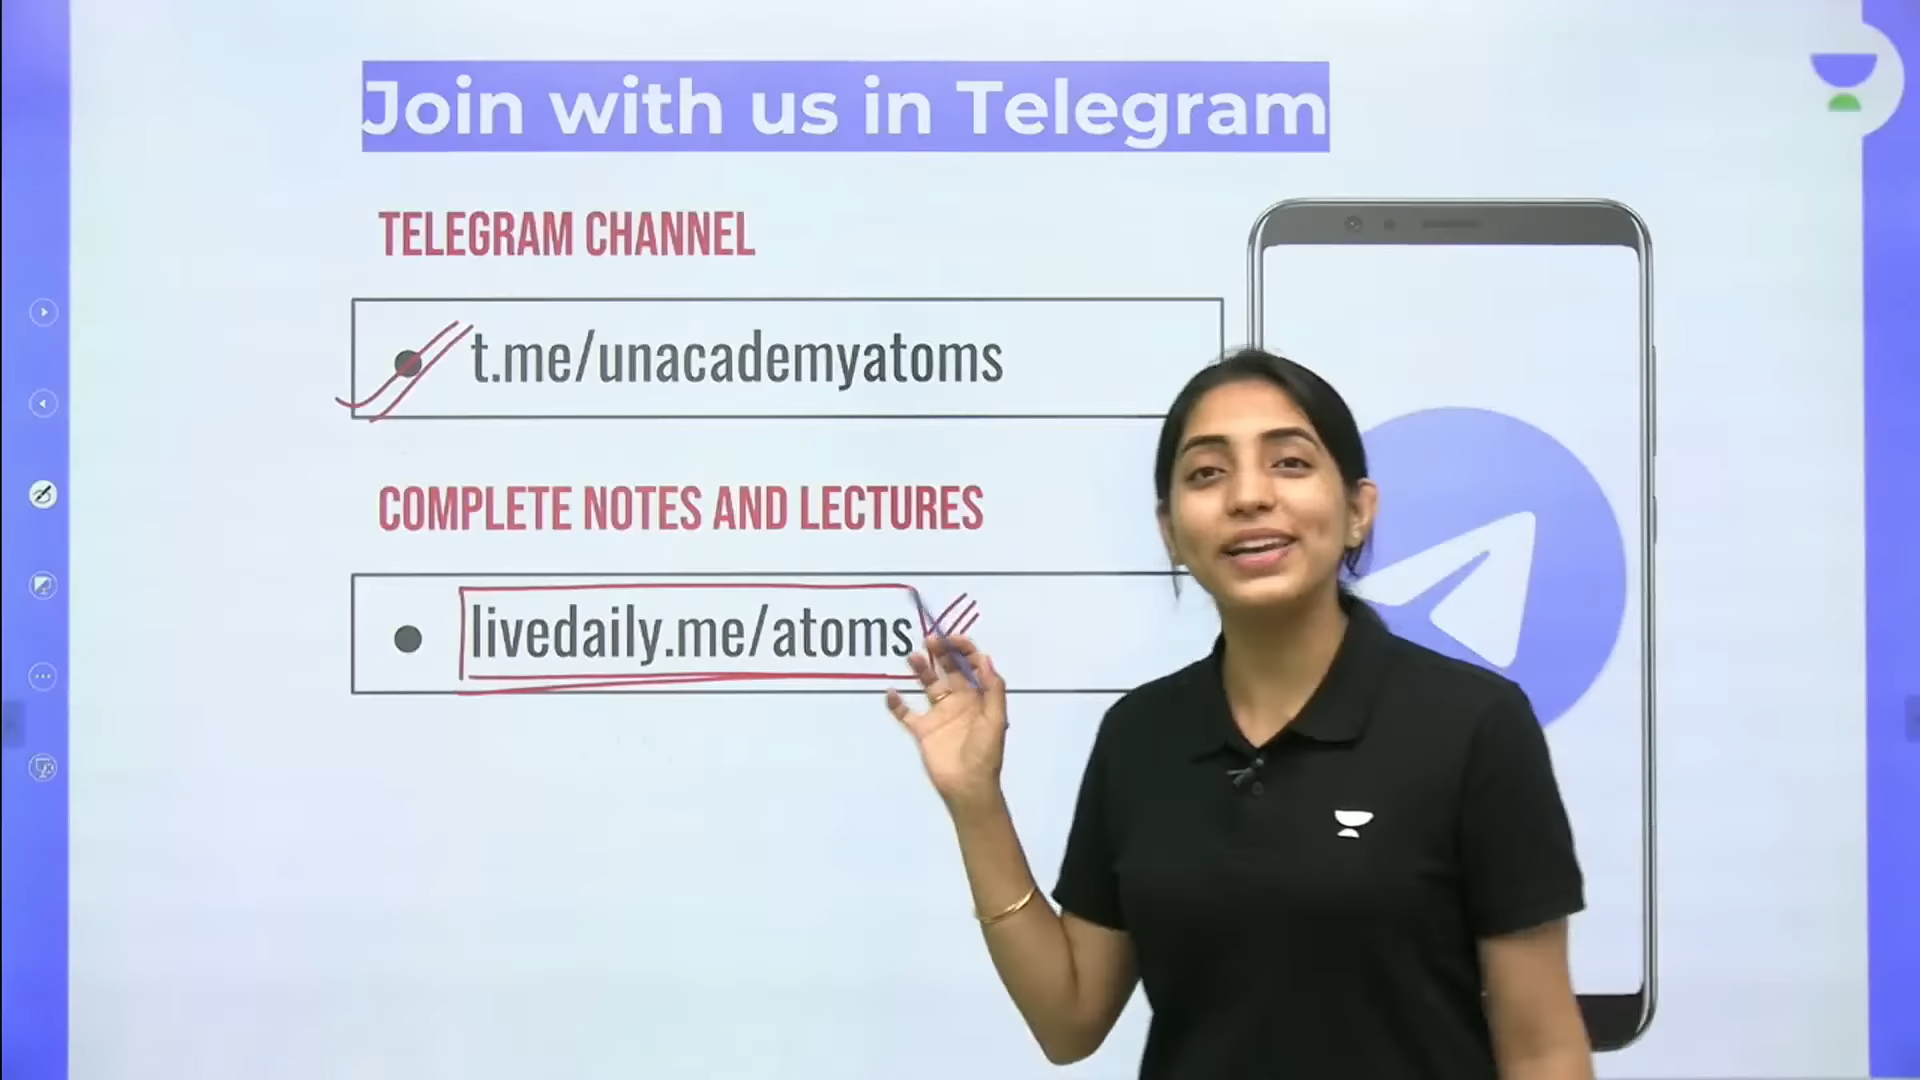 Join with us in Telegram
TELEGRAM CHANNEL
t.me/unacademyatoms
COMPLETE NOTES AND LECTURES
livedaily.me/atoms